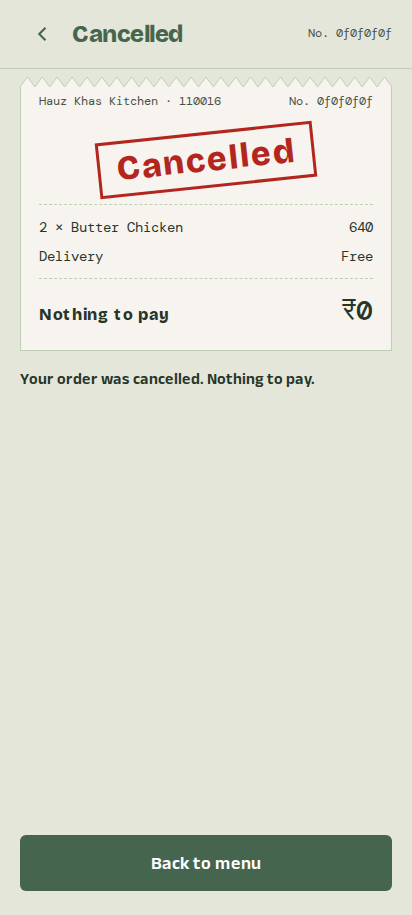 Cancelled
No. 0f0f0f0f
Hauz Khas Kitchen · 110016
No. 0f0f0f0f
Cancelled
2 × Butter Chicken 640
Delivery Free
Nothing to pay ₹0
Your order was cancelled. Nothing to pay.
Back to menu